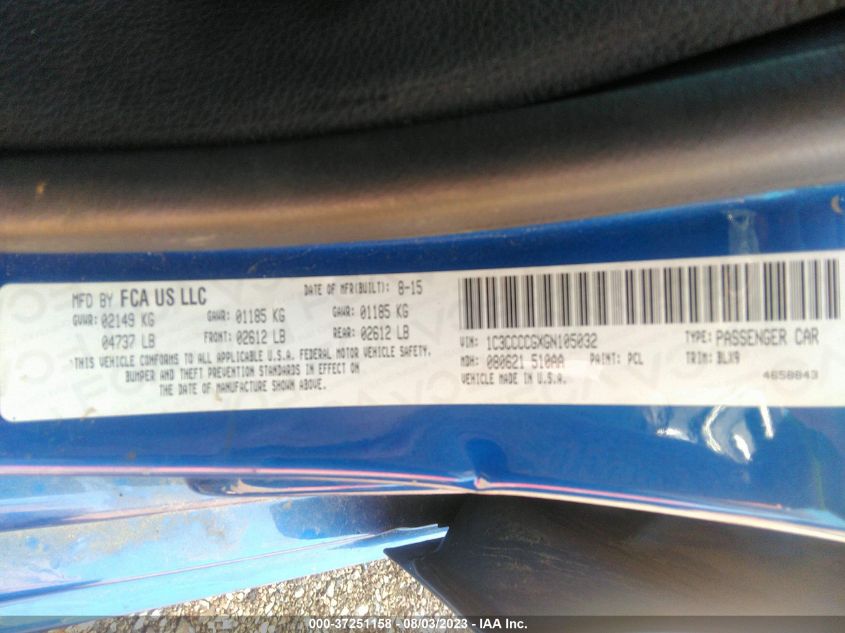 MFD BY FCA US LLC
DATE OF MFR(BUILT): 8-15
GVWR: 02149 KG GAWR: 01185 KG GAWR: 01185 KG
04737 LB FRONT: 02612 LB REAR: 02612 LB
*THIS VEHICLE CONFORMS TO ALL APPLICABLE U.S.A. FEDERAL MOTOR VEHICLE SAFETY,
BUMPER AND THEFT PREVENTION STANDARDS IN EFFECT ON
THE DATE OF MANUFACTURE SHOWN ABOVE.
VIN: 1C3CCCCGXGN105032 TYPE: PASSENGER CAR
MDH: 080621 510AA PAINT: PCL TRIM: BLX9
VEHICLE MADE IN U.S.A. 4658843
000-37251158 - 08/03/2023 - IAA Inc.